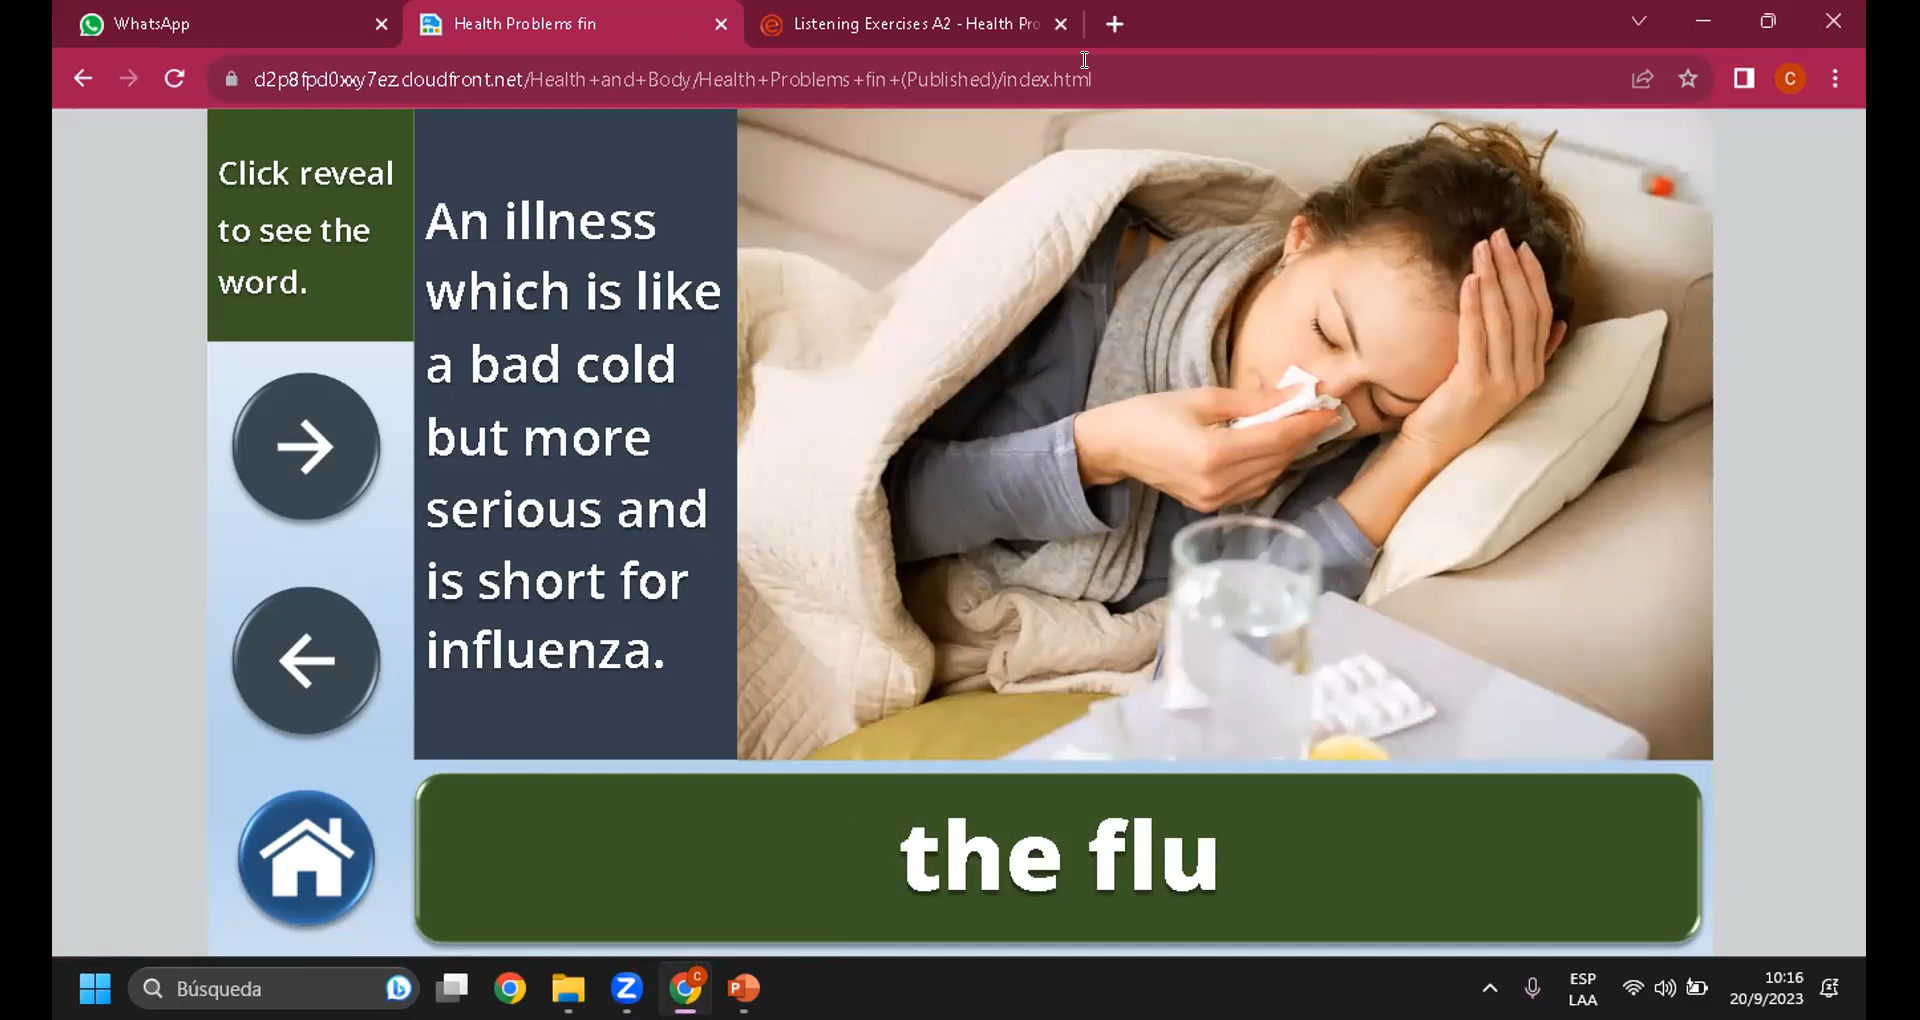 WhatsApp
Health Problems fin
Listening Exercises A2 - Health Pro
d2p8fpd0xxy7ez.cloudfront.net/Health+and+Body/Health+Problems+fin+(Published)/index.html
C
Click reveal
to see the
word.
An illness
which is like
a bad cold
but more
serious and
is short for
influenza.
the flu
Búsqueda
C
ESP
LAA
10:16
20/9/2023